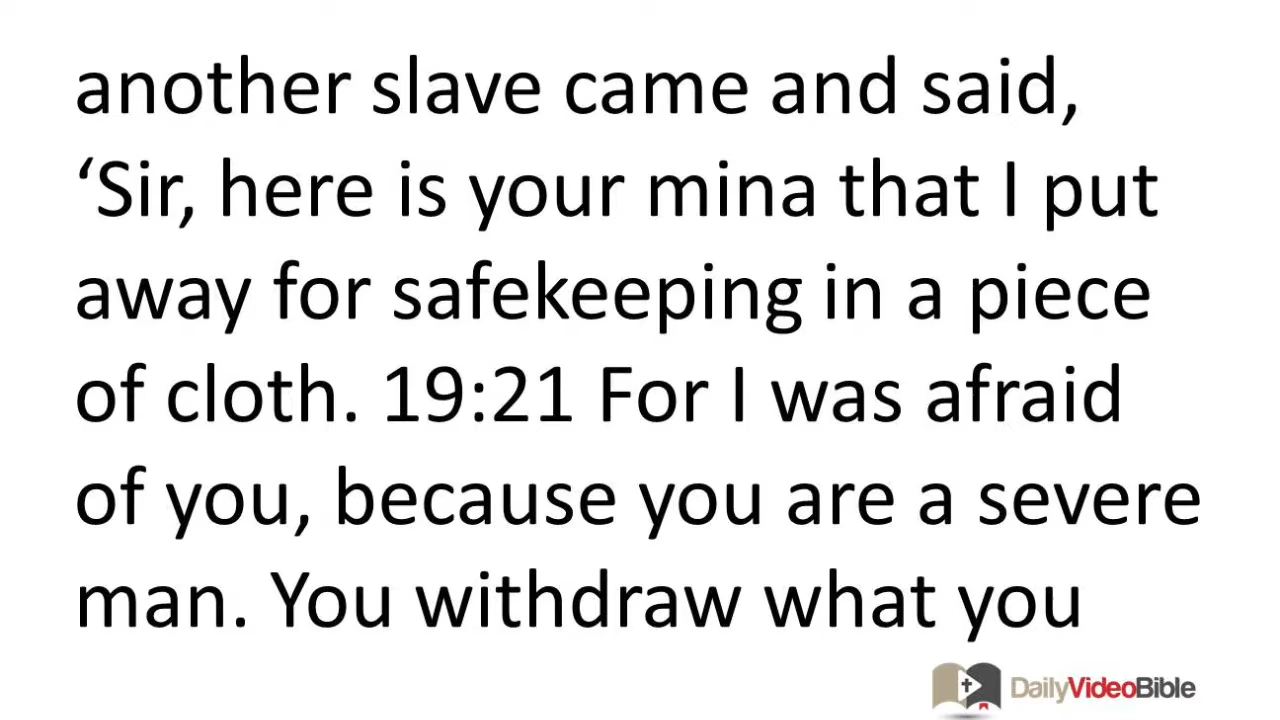 another slave came and said,
‘Sir, here is your mina that I put
away for safekeeping in a piece
of cloth. 19:21 For I was afraid
of you, because you are a severe
man. You withdraw what you
DailyVideoBible